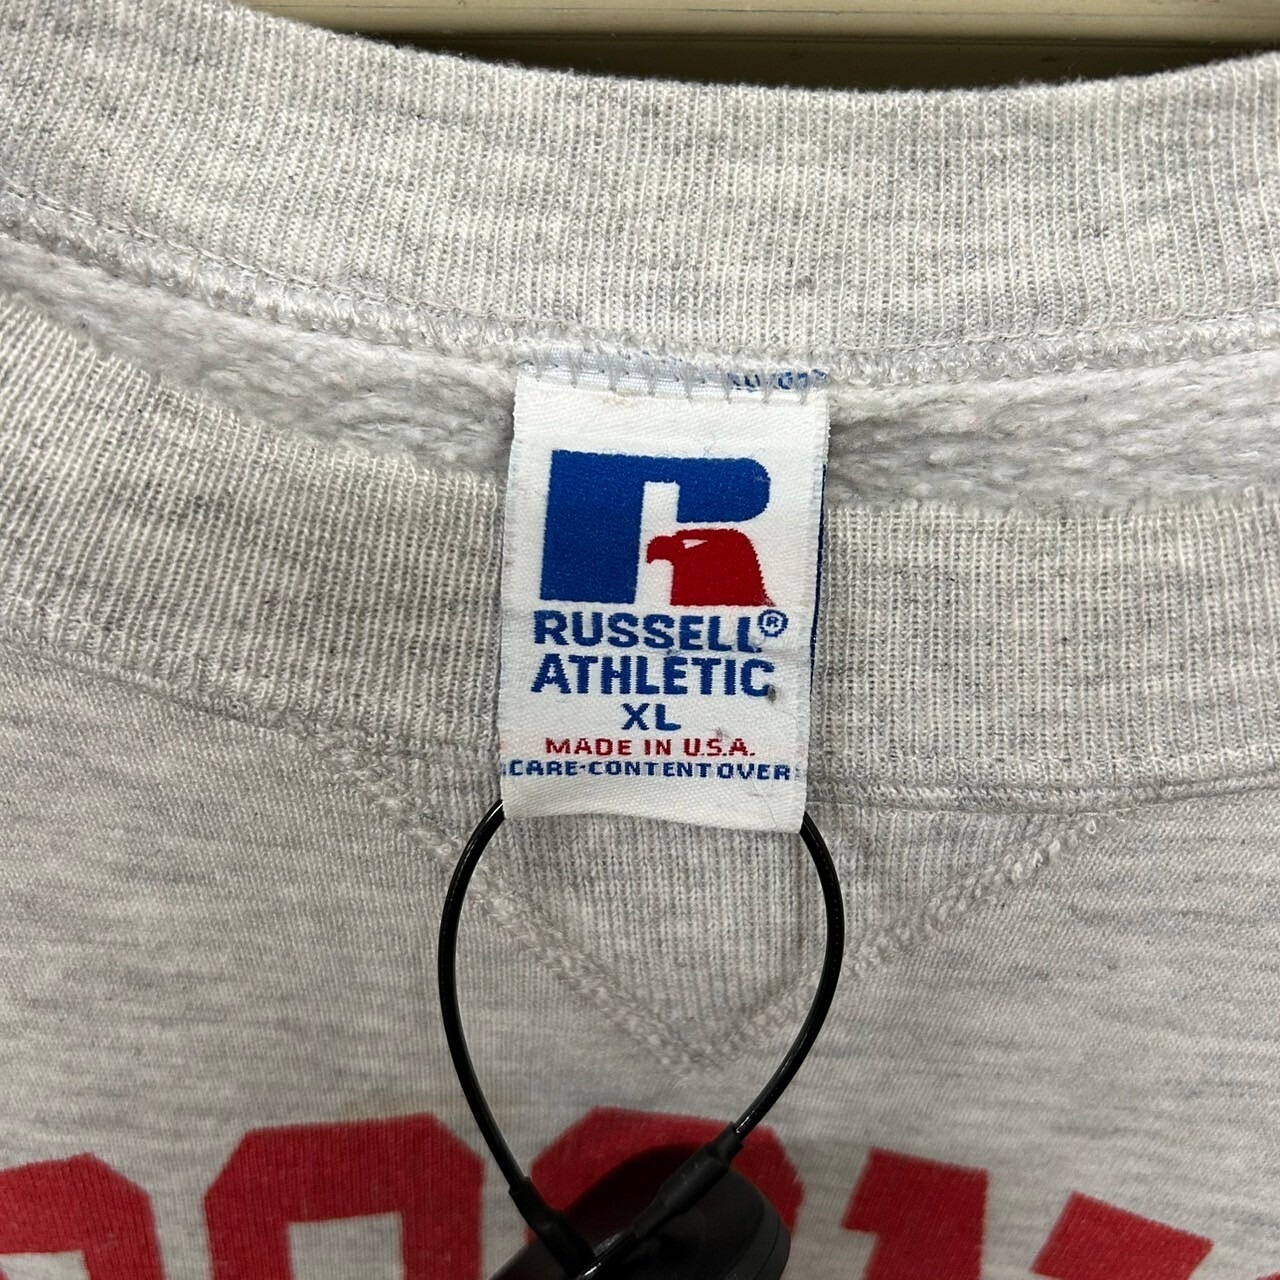 RUSSELL®
ATHLETIC
XL
MADE IN U.S.A.
CARE-CONTENT OVER